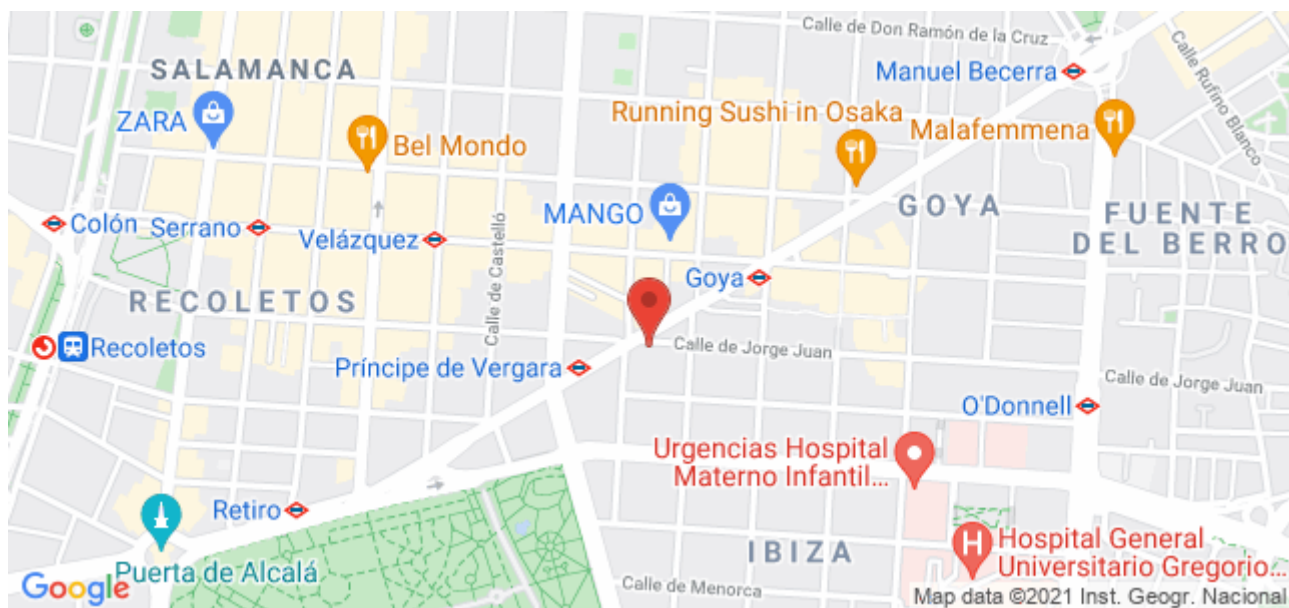 Calle de Don Ramón de la Cruz
Calle Rufino Blanco
SALAMANCA
Manuel Becerra
ZARA
Running Sushi in Osaka
Malafemmena
Bel Mondo
GOYA
MANGO
FUENTE
DEL BERRO
Colón
Serrano
Velázquez
Calle de Castelló
Goya
RECOLETOS
Recoletos
Calle de Jorge Juan
Príncipe de Vergara
Calle de Jorge Juan
O'Donnell
Urgencias Hospital
Materno Infantil...
Retiro
H
Hospital General
Universitario Gregorio...
IBIZA
Puerta de Alcalá
Calle de Menorca
Google
Map data ©2021 Inst. Geogr. Nacional